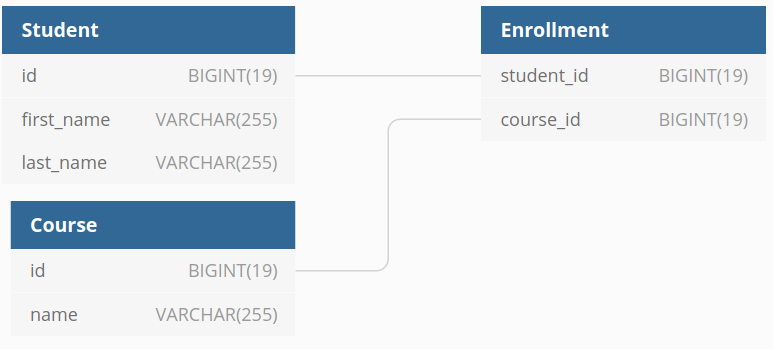 Student
id BIGINT(19)
first_name VARCHAR(255)
last_name VARCHAR(255)
Enrollment
student_id BIGINT(19)
course_id BIGINT(19)
Course
id BIGINT(19)
name VARCHAR(255)